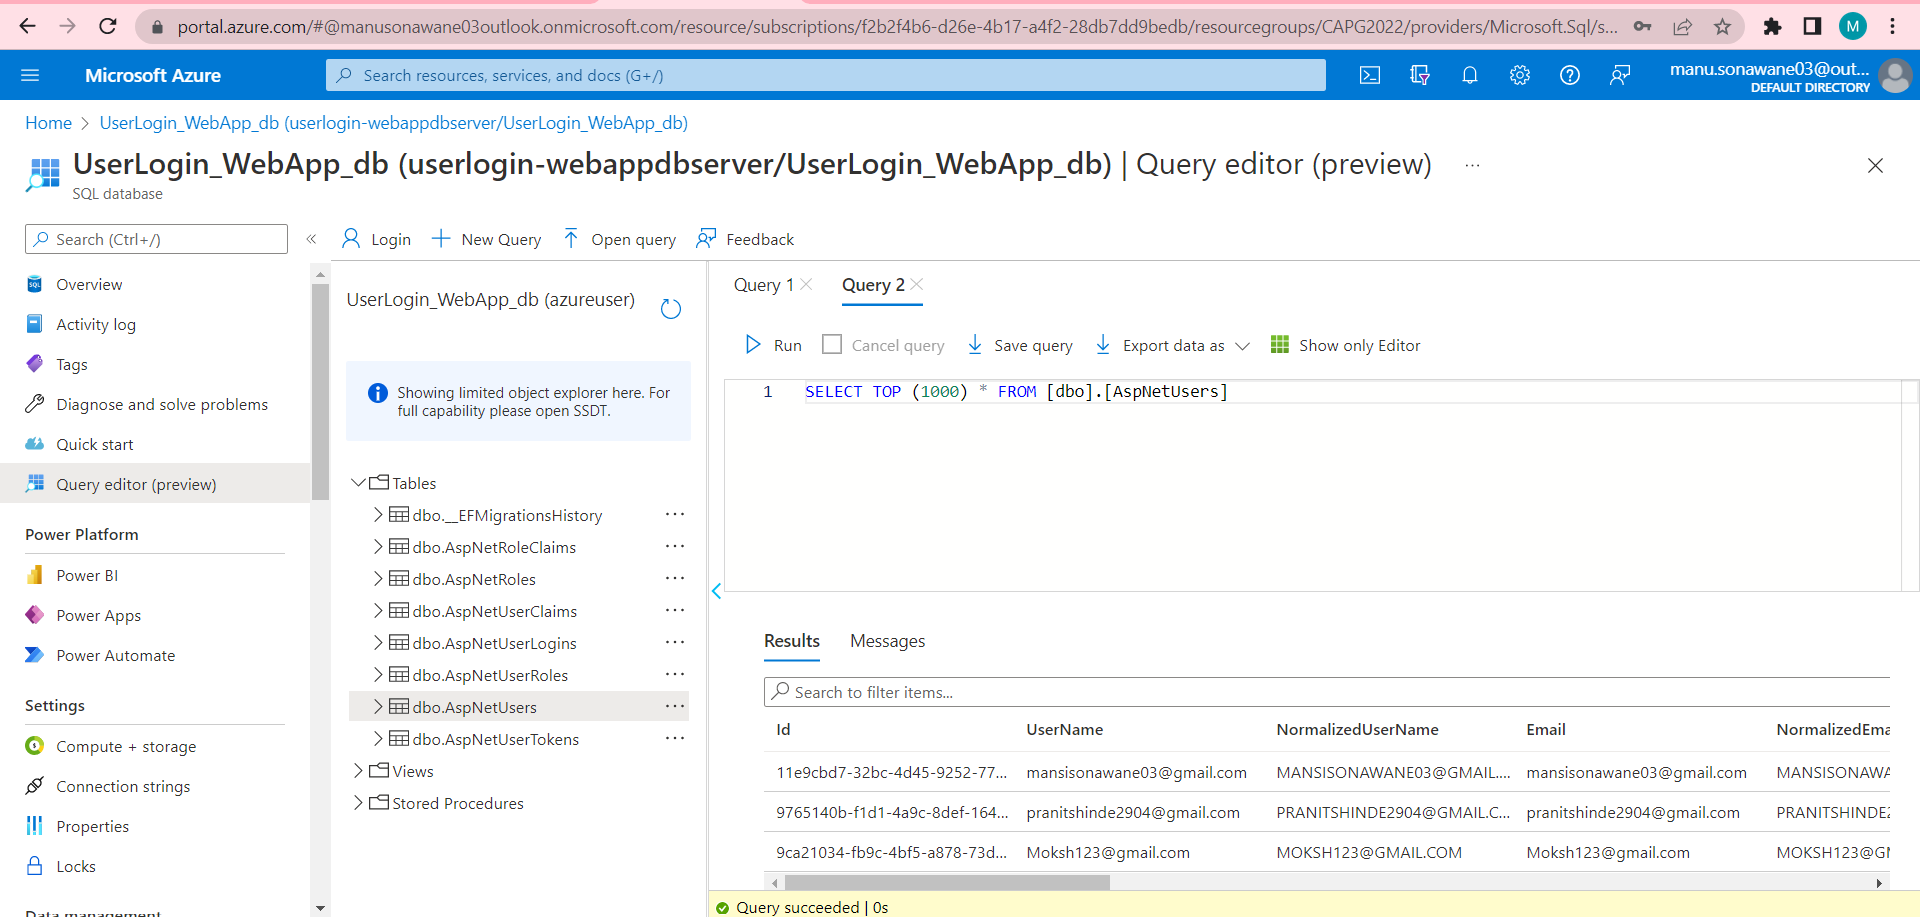 portal.azure.com/#@manusonawane03outlook.onmicrosoft.com/resource/subscriptions/f2b2f4b6-d26e-4b17-a4f2-28db7dd9bedb/resourcegroups/CAPG2022/providers/Microsoft.Sql/s...
M
Microsoft Azure
Search resources, services, and docs (G+/)
manu.sonawane03@out...
DEFAULT DIRECTORY
Home > UserLogin_WebApp_db (userlogin-webappdbserver/UserLogin_WebApp_db)
UserLogin_WebApp_db (userlogin-webappdbserver/UserLogin_WebApp_db) | Query editor (preview) ...
SQL database
Search (Ctrl+/)
«
Overview
Activity log
Tags
Diagnose and solve problems
Quick start
Query editor (preview)
Power Platform
Power BI
Power Apps
Power Automate
Settings
Compute + storage
Connection strings
Properties
Locks
Data management
Login
New Query
Open query
Feedback
UserLogin_WebApp_db (azureuser)
Showing limited object explorer here. For
full capability please open SSDT.
Tables
dbo.__EFMigrationsHistory ...
dbo.AspNetRoleClaims ...
dbo.AspNetRoles ...
dbo.AspNetUserClaims ...
dbo.AspNetUserLogins ...
dbo.AspNetUserRoles ...
dbo.AspNetUsers ...
dbo.AspNetUserTokens ...
Views
Stored Procedures
Query 1 Query 2
Run Cancel query Save query Export data as Show only Editor
1 SELECT TOP (1000) * FROM [dbo].[AspNetUsers]
Results Messages
Search to filter items...
Id UserName NormalizedUserName Email NormalizedEma
11e9cbd7-32bc-4d45-9252-77... mansisonawane03@gmail.com MANSISONAWANE03@GMAIL.... mansisonawane03@gmail.com MANSISONAWA
9765140b-f1d1-4a9c-8def-164... pranitshinde2904@gmail.com PRANITSHINDE2904@GMAIL.C... pranitshinde2904@gmail.com PRANITSHINDE2
9ca21034-fb9c-4bf5-a878-73d... Moksh123@gmail.com MOKSH123@GMAIL.COM Moksh123@gmail.com MOKSH123@GM
Query succeeded | 0s